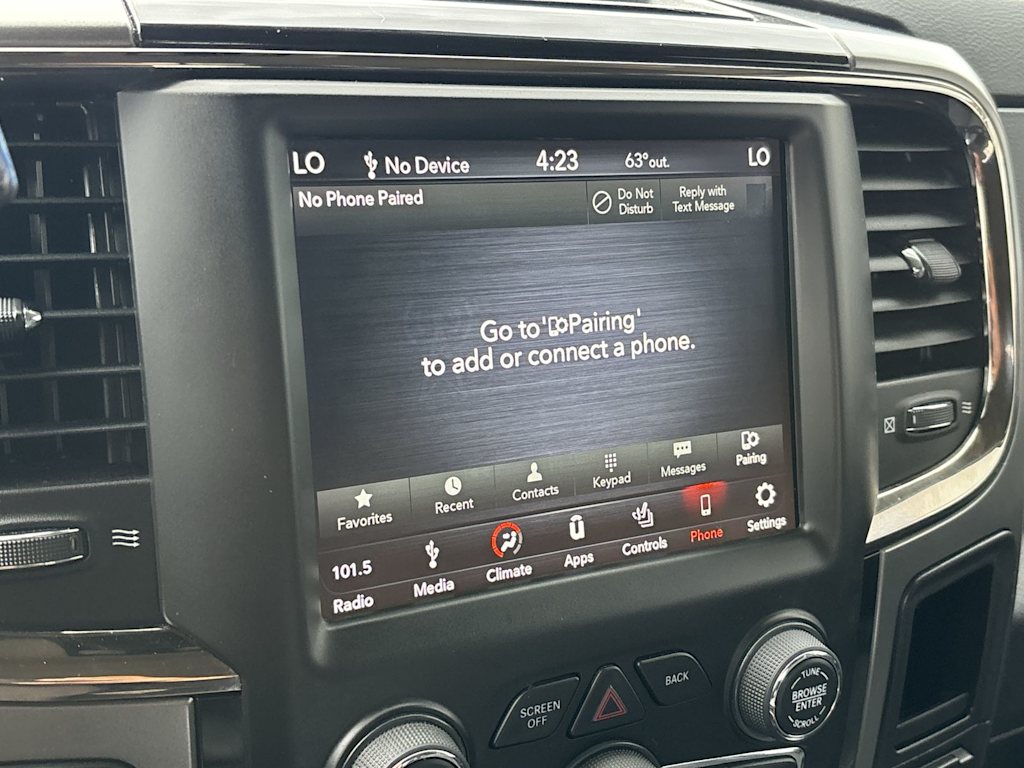 LO No Device 4:23 63°out. LO
No Phone Paired
Do Not
Disturb
Reply with
Text Message
Go to 'Pairing'
to add or connect a phone.
Favorites Recent Contacts Keypad Messages Pairing
101.5
Radio Media Climate Apps Controls Phone Settings
SCREEN
OFF
BACK
TUNE
BROWSE
ENTER
SCROLL